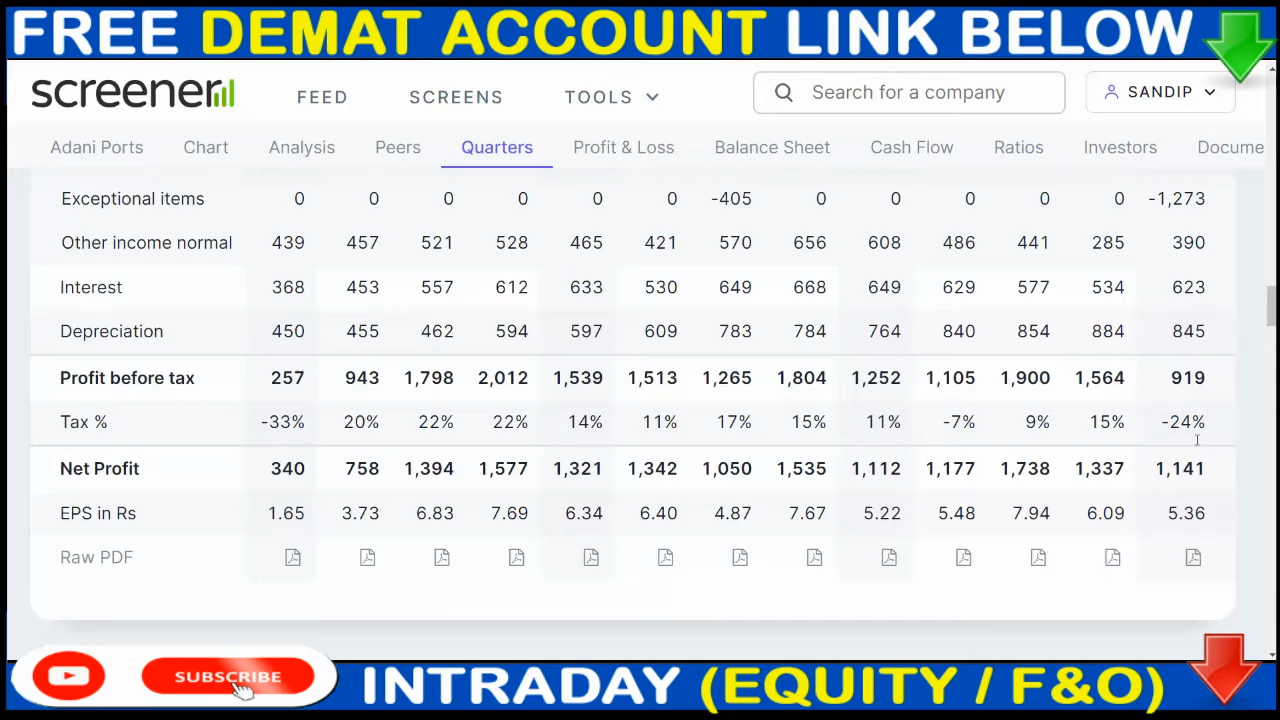 FREE DEMAT ACCOUNT LINK BELOW
screener FEED SCREENS TOOLS Search for a company SANDIP
Adani Ports Chart Analysis Peers Quarters Profit & Loss Balance Sheet Cash Flow Ratios Investors Docume
Exceptional items 0 0 0 0 0 0 -405 0 0 0 0 0 -1,273
Other income normal 439 457 521 528 465 421 570 656 608 486 441 285 390
Interest 368 453 557 612 633 530 649 668 649 629 577 534 623
Depreciation 450 455 462 594 597 609 783 784 764 840 854 884 845
Profit before tax 257 943 1,798 2,012 1,539 1,513 1,265 1,804 1,252 1,105 1,900 1,564 919
Tax % -33% 20% 22% 22% 14% 11% 17% 15% 11% -7% 9% 15% -24%
Net Profit 340 758 1,394 1,577 1,321 1,342 1,050 1,535 1,112 1,177 1,738 1,337 1,141
EPS in Rs 1.65 3.73 6.83 7.69 6.34 6.40 4.87 7.67 5.22 5.48 7.94 6.09 5.36
Raw PDF
SUBSCRIBE INTRADAY (EQUITY / F&O)